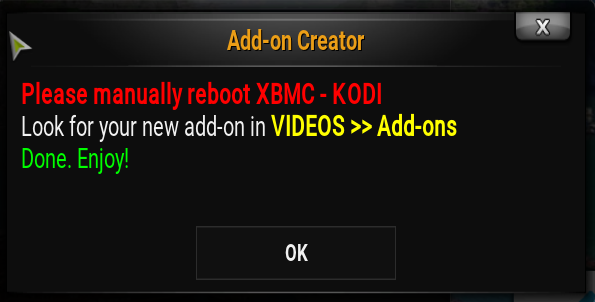 Add-on Creator
X
Please manually reboot XBMC - KODI
Look for your new add-on in VIDEOS >> Add-ons
Done. Enjoy!
OK